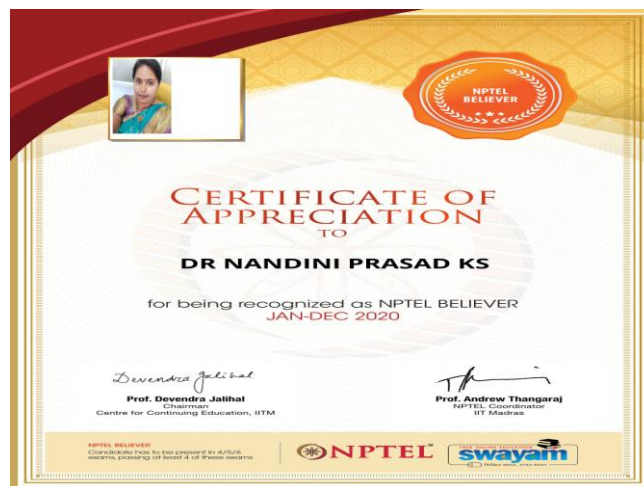 NPTEL
BELIEVER
CERTIFICATE OF
APPRECIATION
TO
DR NANDINI PRASAD KS
for being recognized as NPTEL BELIEVER
JAN-DEC 2020
Devendra Jalihal
Prof. Devendra Jalihal
Chairman
Centre for Continuing Education, IITM
Prof. Andrew Thangaraj
NPTEL Coordinator
IIT Madras
NPTEL BELIEVER
Candidate has to be present in 4/5/6
exams, passing at least 4 of these exams
NPTEL
FREE ONLINE EDUCATION
swayam